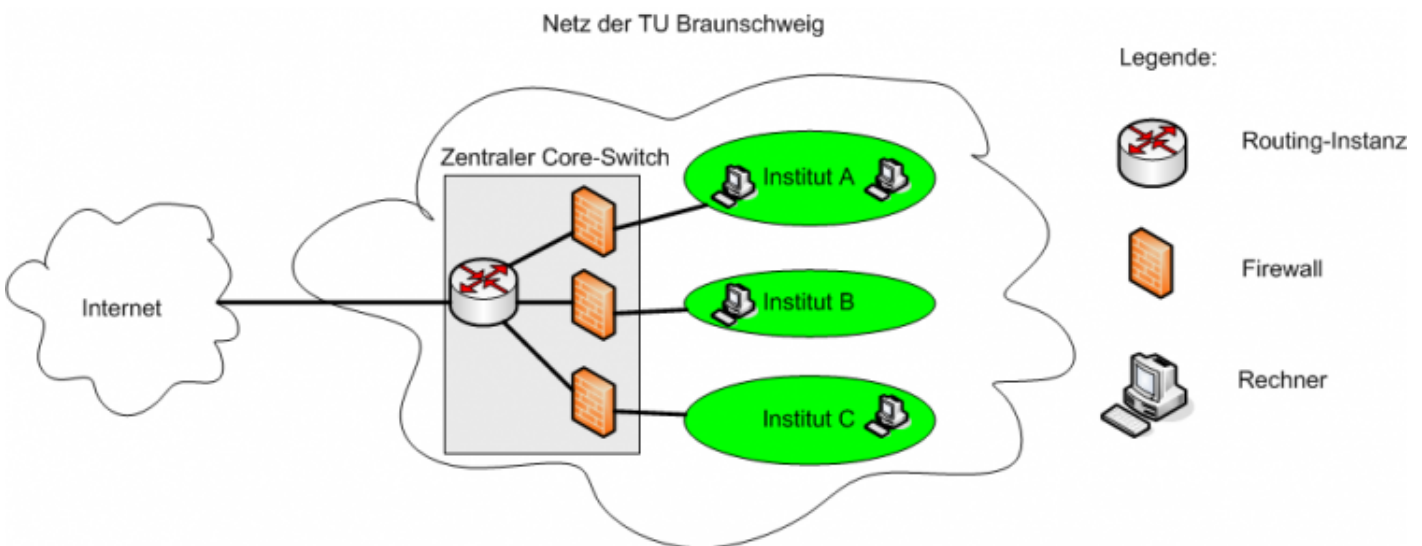 Netz der TU Braunschweig
Legende:
Zentraler Core-Switch
Routing-Instanz
Institut A
Firewall
Internet
Institut B
Rechner
Institut C